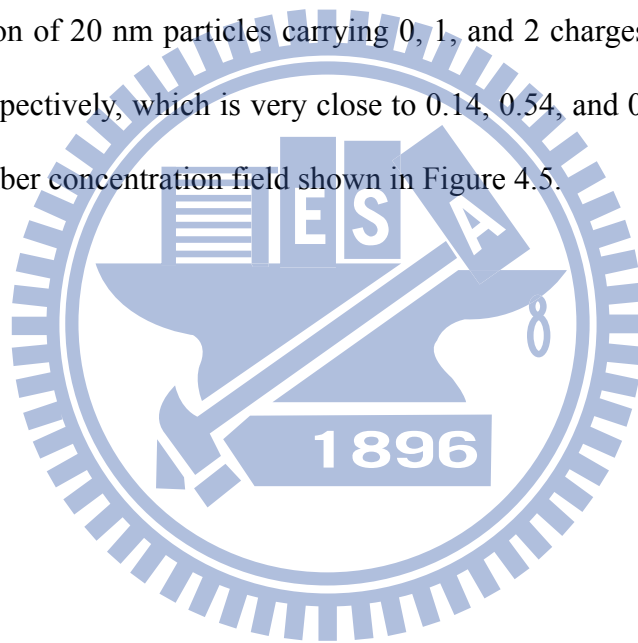 on of 20 nm particles carrying 0, 1, and 2 charges
pectively, which is very close to 0.14, 0.54, and 0
ber concentration field shown in Figure 4.5.
E S A
1896
8